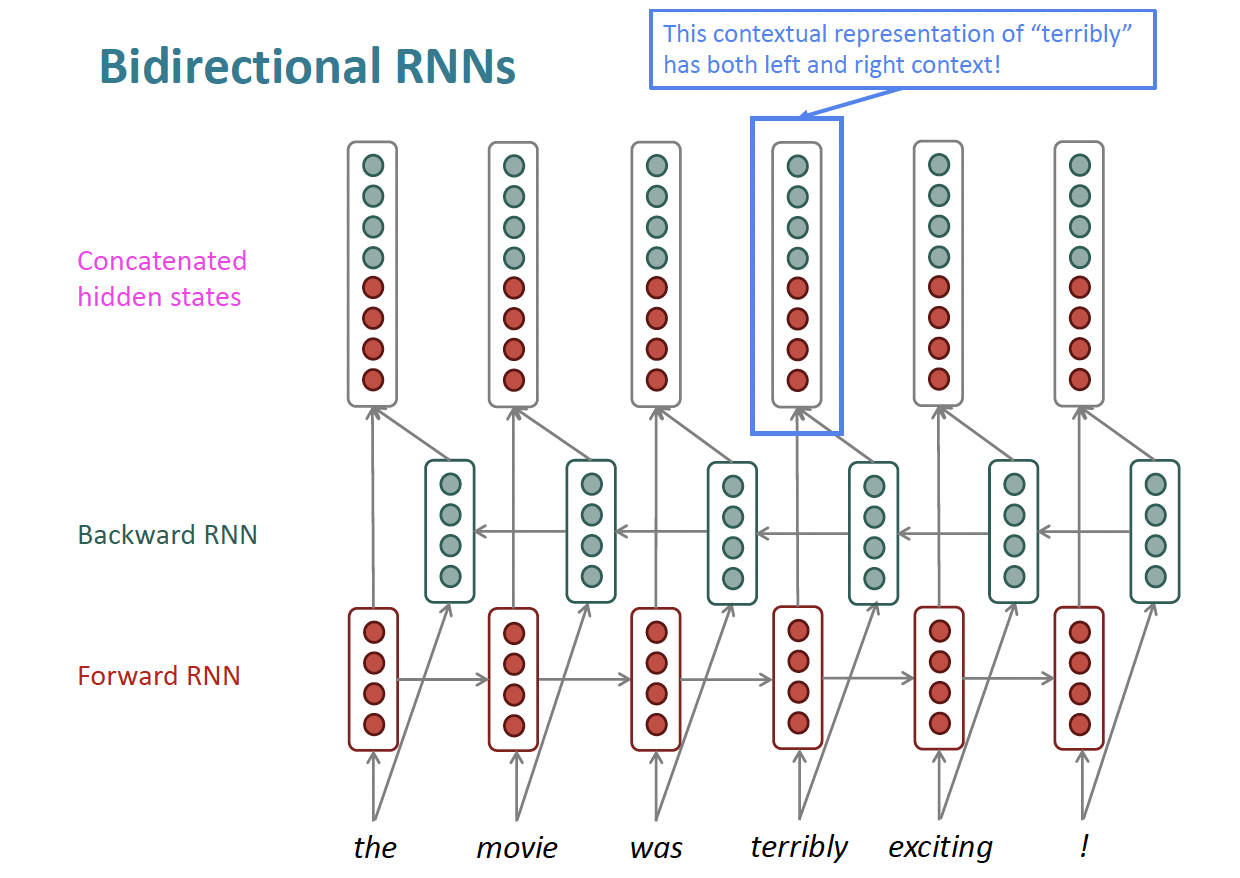 Bidirectional RNNs
This contextual representation of “terribly”
has both left and right context!
Concatenated
hidden states
Backward RNN
Forward RNN
the movie was terribly exciting !